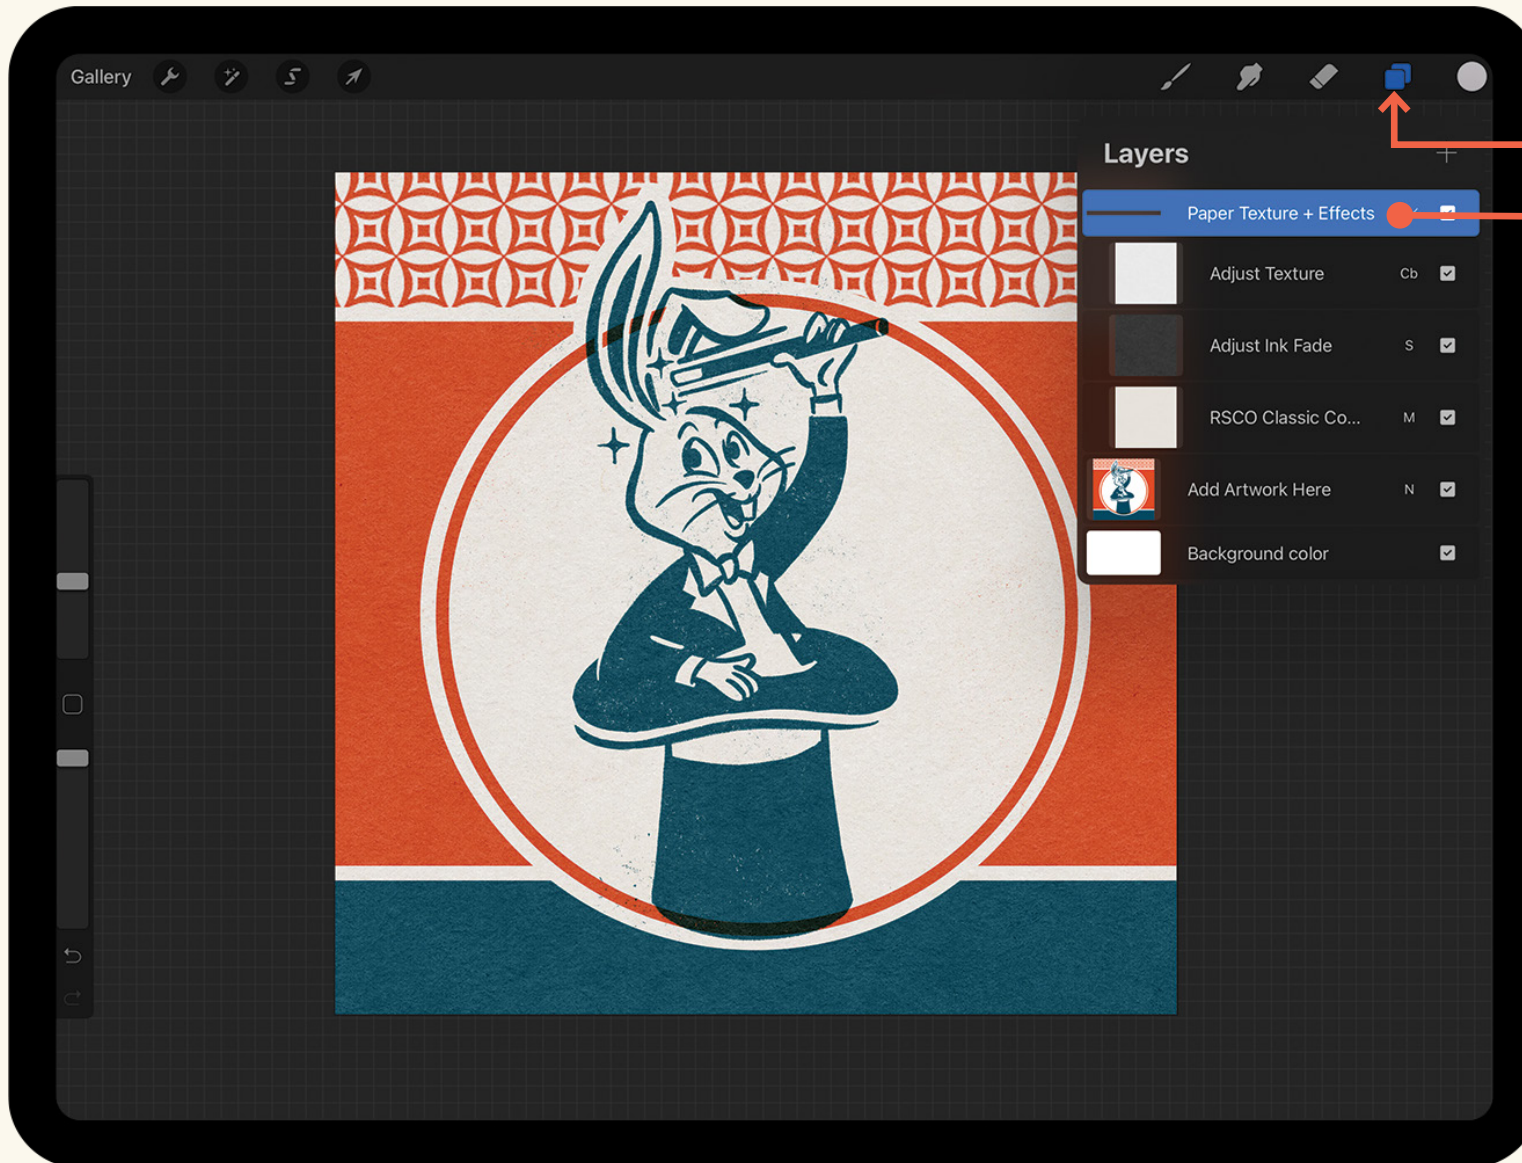 Gallery
Layers
Paper Texture + Effects
Adjust Texture Cb
Adjust Ink Fade S
RSCO Classic Co... M
Add Artwork Here N
Background color